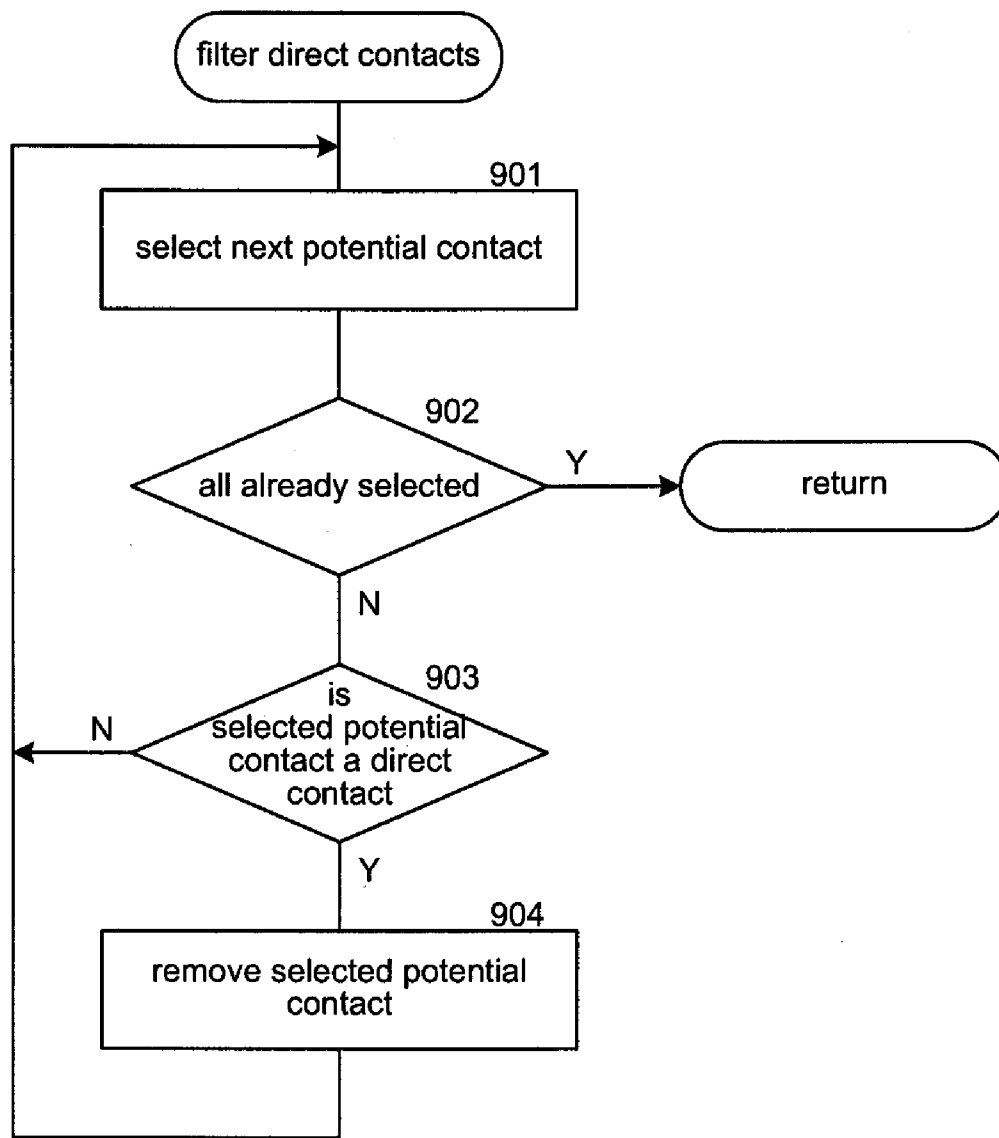 filter direct contacts
901
select next potential contact
902
all already selected
Y
return
N
903
is
selected potential
contact a direct
contact
N
Y
904
remove selected potential
contact